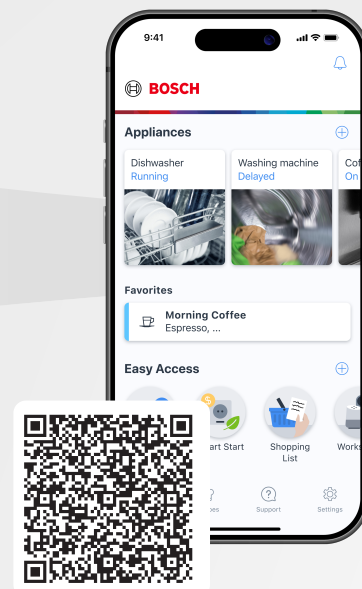 9:41
BOSCH
Appliances
Dishwasher
Running
Washing machine
Delayed
On
Favorites
Morning Coffee
Espresso, ...
Easy Access
Start
Shopping
List
Support
Settings